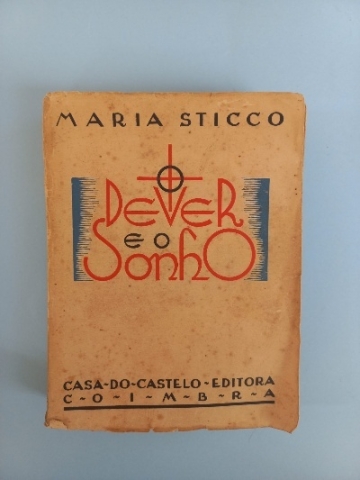 MARIA STICCO
O
DEVER
E O
SONHO
CASA-DO-CASTELO-EDITORA
C-O-I-M-B-R-A